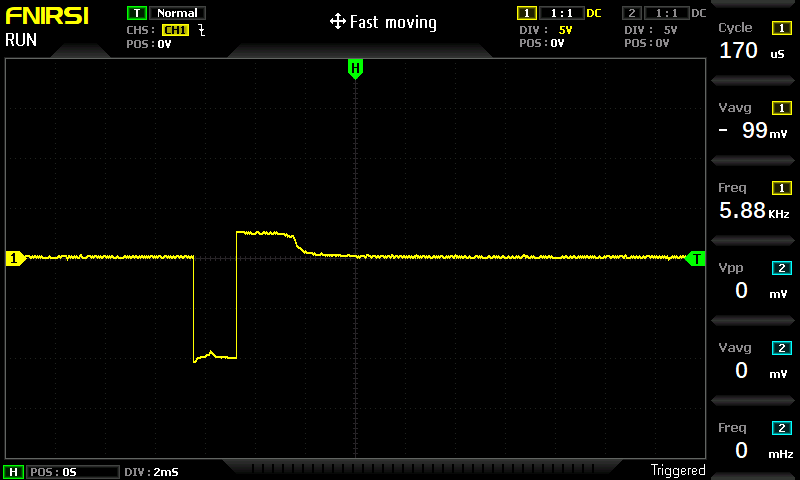 FNIRSI
RUN
T Normal
CHS: CH1
POS: 0V
Fast moving
1 1:1 DC
DIV: 5V
POS: 0V
2 1:1 DC
DIV: 5V
POS: 0V
H
1
T
Cycle 1
170 uS
Vavg 1
- 99 mV
Freq 1
5.88 KHz
Vpp 2
0 mV
Vavg 2
0 mV
Freq 2
0 mHz
H POS: 0S DIV: 2mS
Triggered